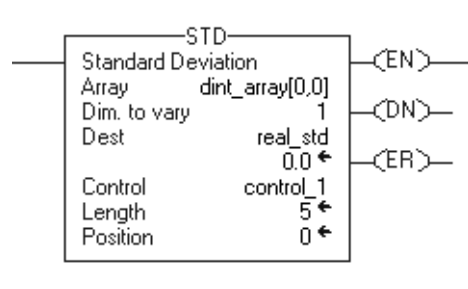 STD
Standard Deviation
Array dint_array[0,0]
Dim. to vary 1
Dest real_std
0.0
Control control_1
Length 5
Position 0
EN
DN
ER